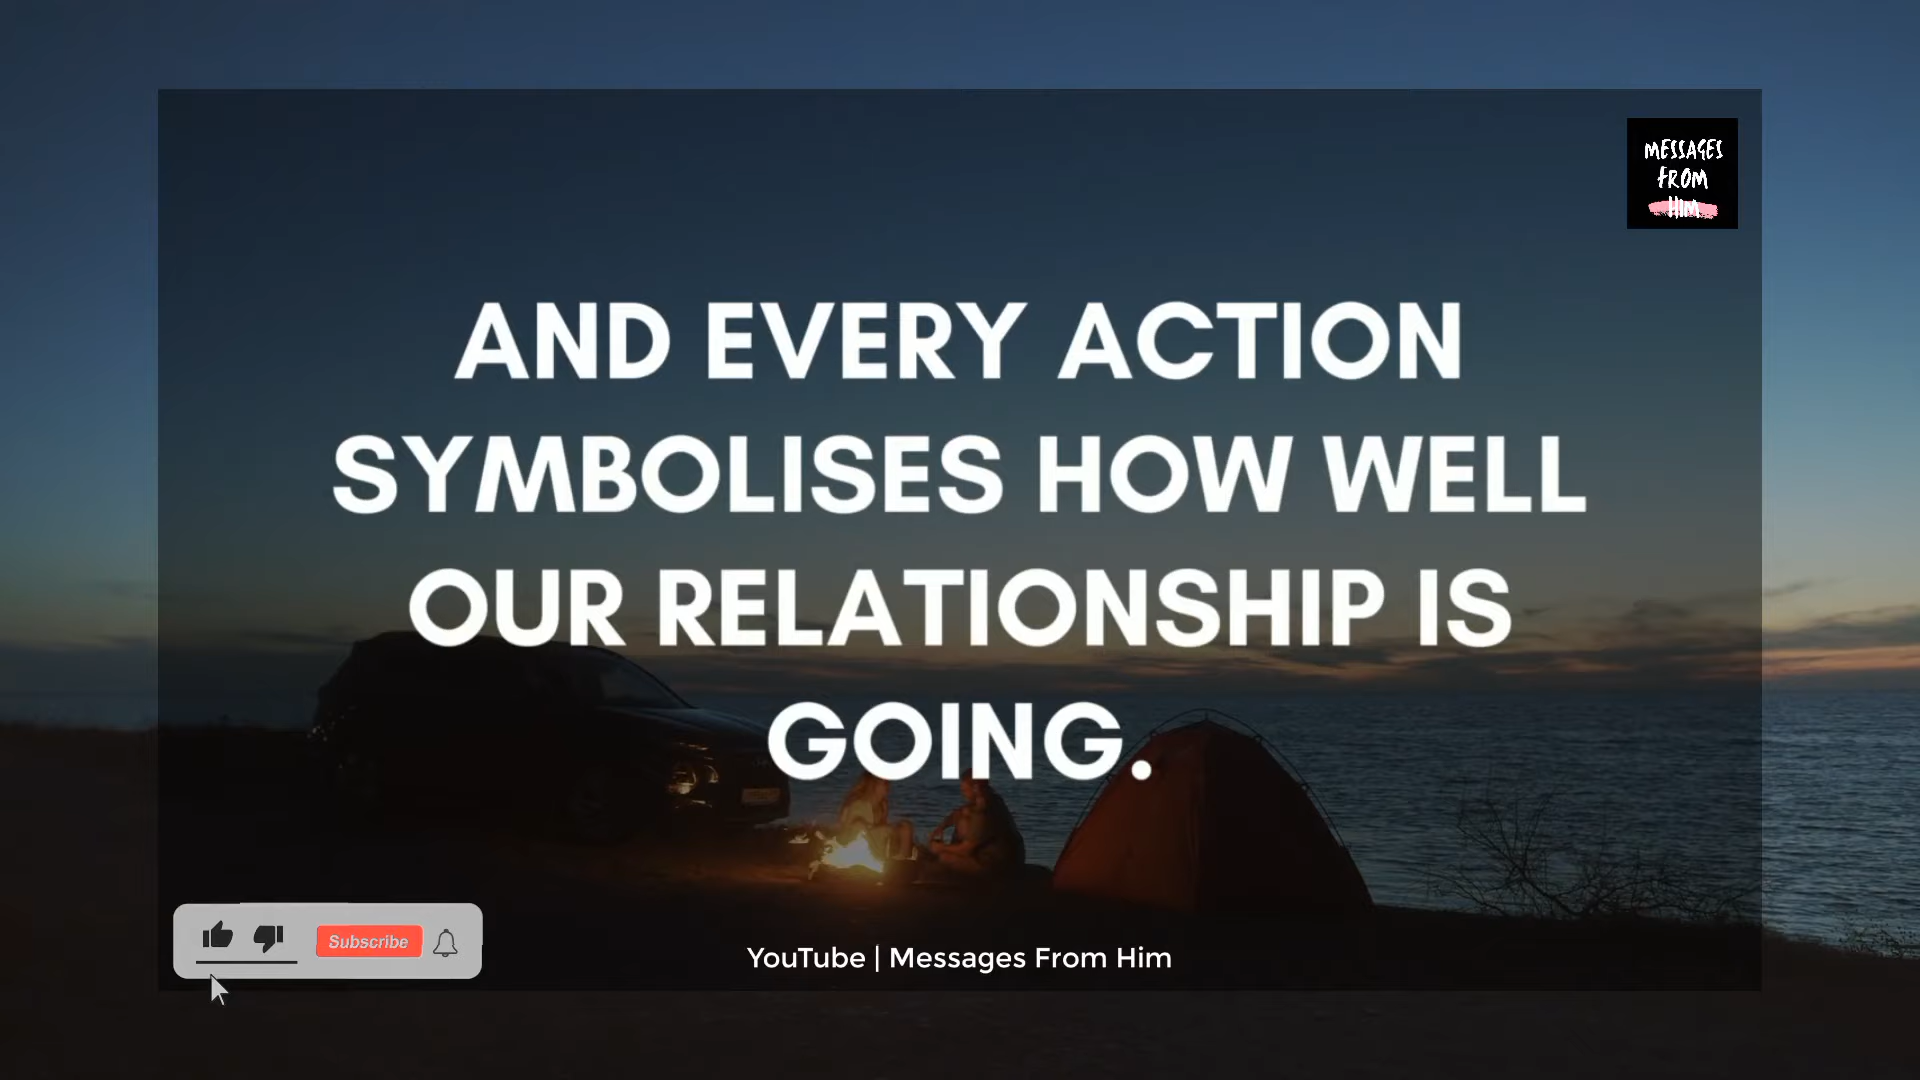 MESSAGES
FROM
HIM
AND EVERY ACTION
SYMBOLISES HOW WELL
OUR RELATIONSHIP IS
GOING.
Subscribe
YouTube | Messages From Him